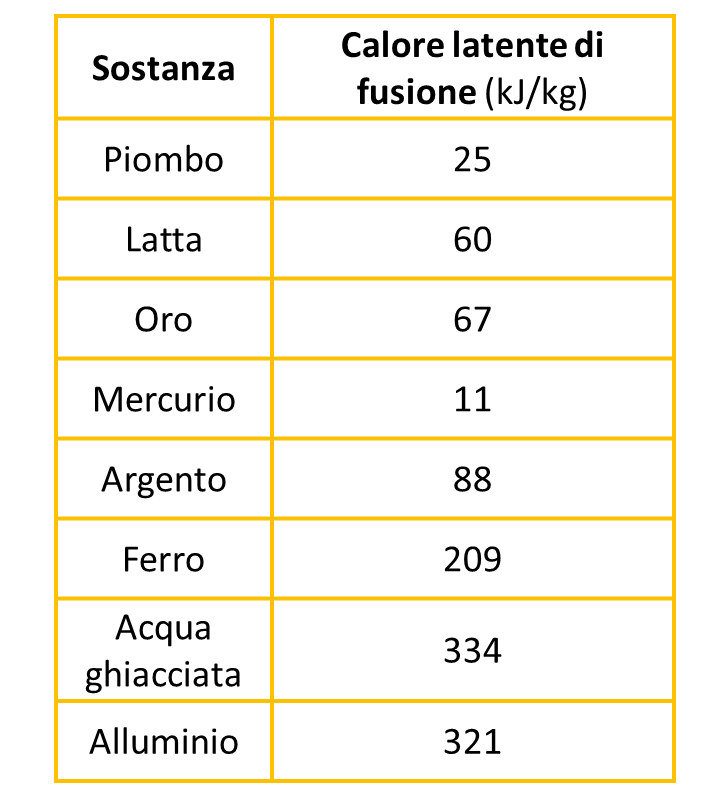 Sostanza
Calore latente di
fusione (kJ/kg)
Piombo
25
Latta
60
Oro
67
Mercurio
11
Argento
88
Ferro
209
Acqua
ghiacciata
334
Alluminio
321